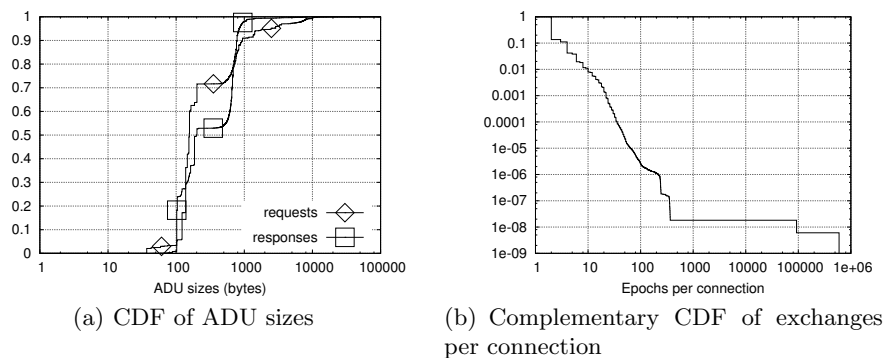 1
0.9
0.8
0.7
0.6
0.5
0.4
0.3
0.2
0.1
0
1 10 100 1000 10000 100000
ADU sizes (bytes)
requests
responses
(a) CDF of ADU sizes
1
0.1
0.01
0.001
0.0001
1e-05
1e-06
1e-07
1e-08
1e-09
1 10 100 1000 10000 100000 1e+06
Epochs per connection
(b) Complementary CDF of exchanges
per connection